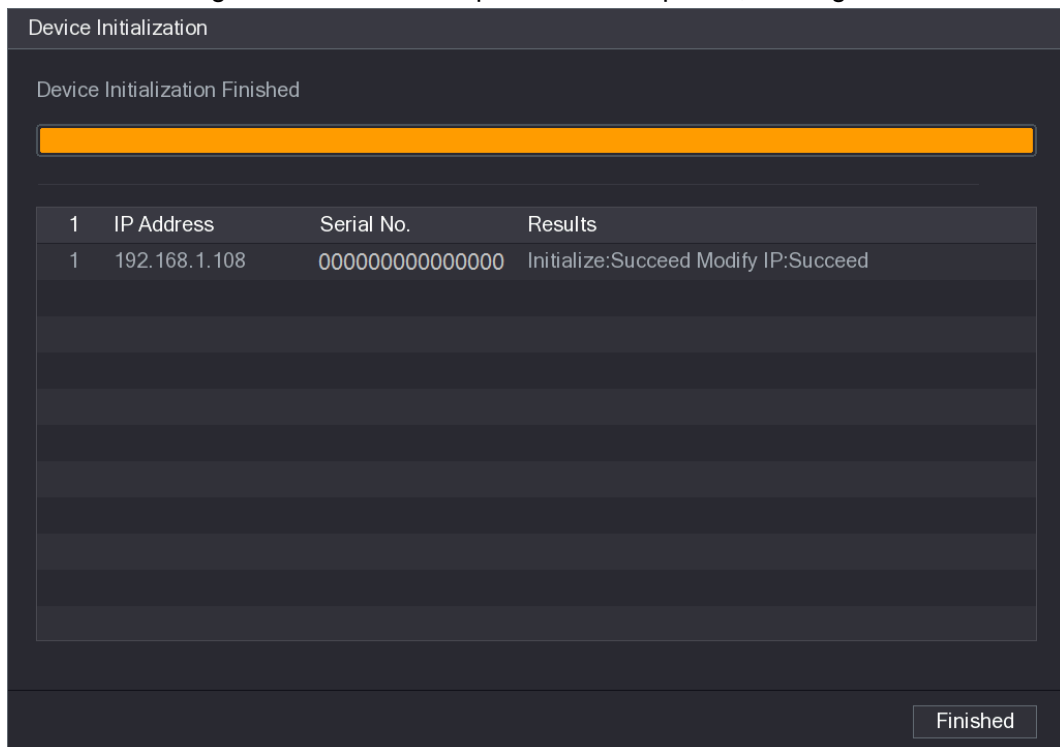 Device Initialization
Device Initialization Finished
1 IP Address Serial No. Results
1 192.168.1.108 000000000000000 Initialize:Succeed Modify IP:Succeed
Finished